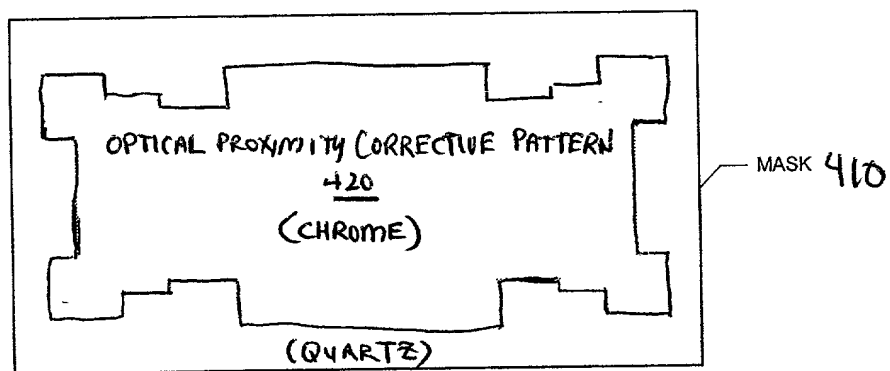 OPTICAL PROXIMITY CORRECTIVE PATTERN
420
(CHROME)
(QUARTZ)
MASK 410